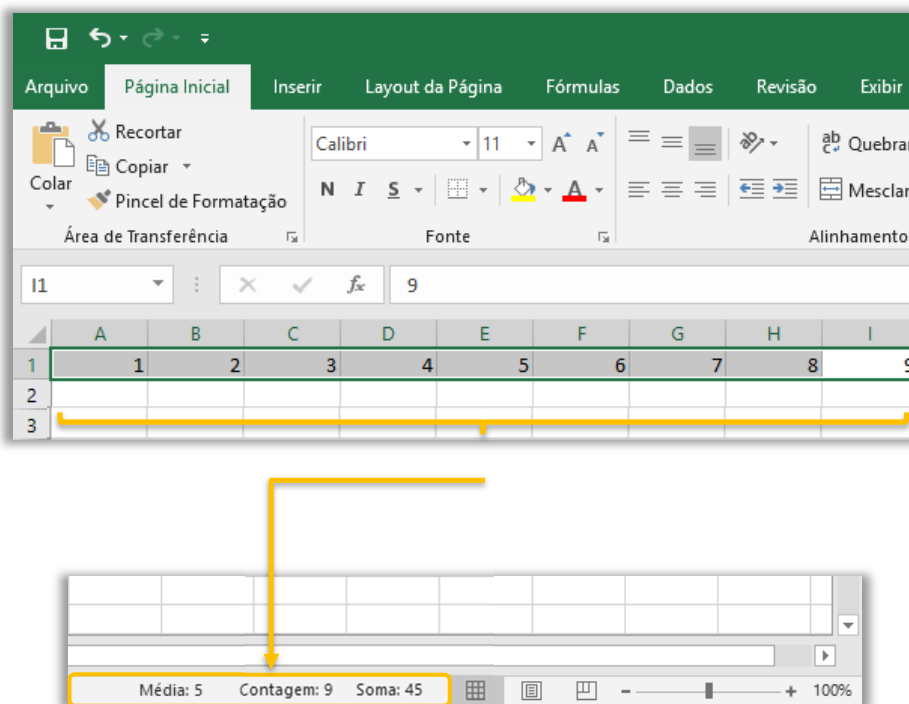 Arquivo Página Inicial Inserir Layout da Página Fórmulas Dados Revisão Exibir
Recortar
Copiar
Pincel de Formatação
Colar
Área de Transferência
Calibri 11 A A
N I S A
Fonte
ab c Quebrar
Mesclar
Alinhamento
I1 fx 9
A B C D E F G H I
1 1 2 3 4 5 6 7 8 9
2
3
Média: 5 Contagem: 9 Soma: 45 - + 100%